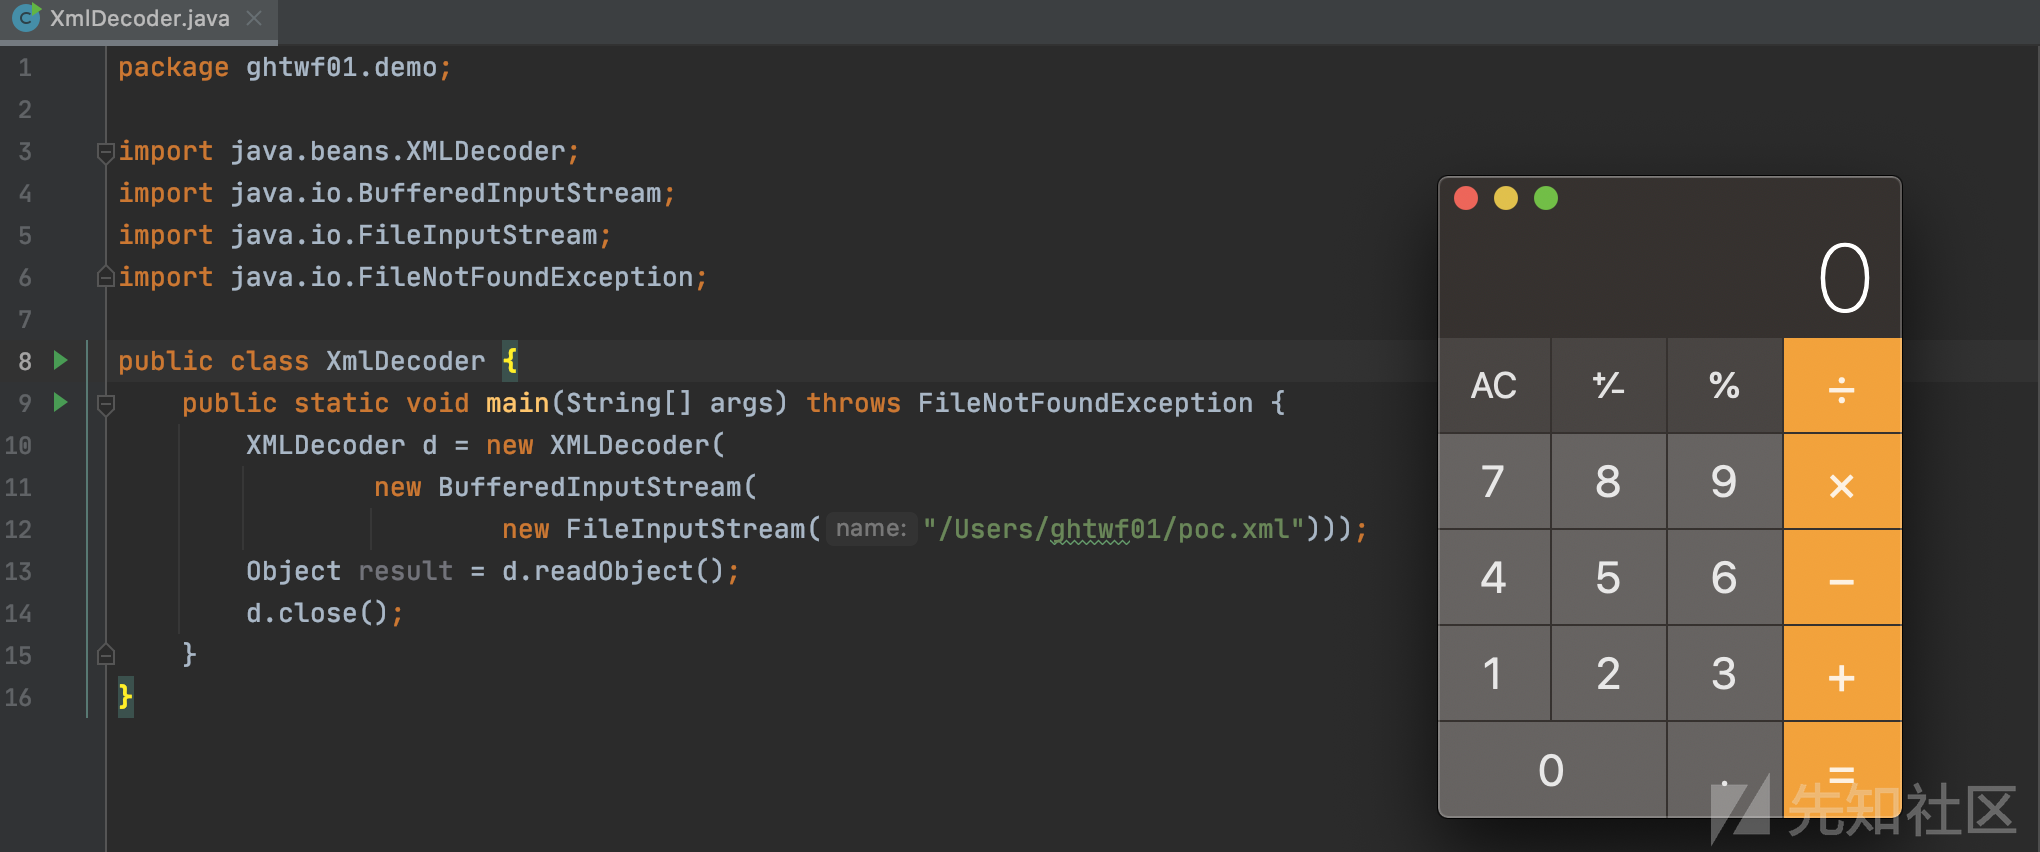 XmlDecoder.java
1 package ghtwf01.demo;
2
3 import java.beans.XMLDecoder;
4 import java.io.BufferedInputStream;
5 import java.io.FileInputStream;
6 import java.io.FileNotFoundException;
7
8 public class XmlDecoder {
9 public static void main(String[] args) throws FileNotFoundException {
10 XMLDecoder d = new XMLDecoder(
11 new BufferedInputStream(
12 new FileInputStream( name: "/Users/ghtwf01/poc.xml")));
13 Object result = d.readObject();
14 d.close();
15 }
16 }
0
AC ⁺∕₋ % ÷
7 8 9 ×
4 5 6 −
1 2 3 +
0 . =
先知社区